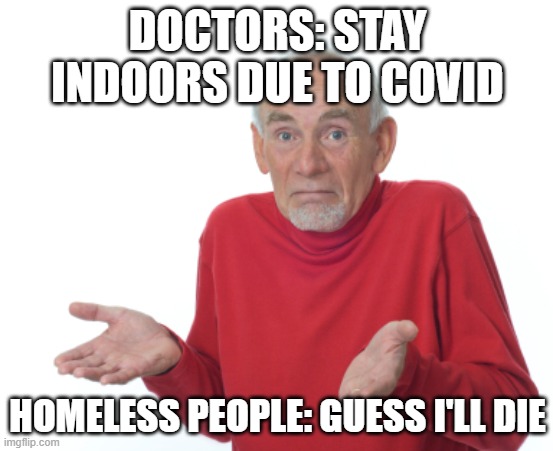 DOCTORS: STAY
INDOORS DUE TO COVID
HOMELESS PEOPLE: GUESS I'LL DIE
imgflip.com